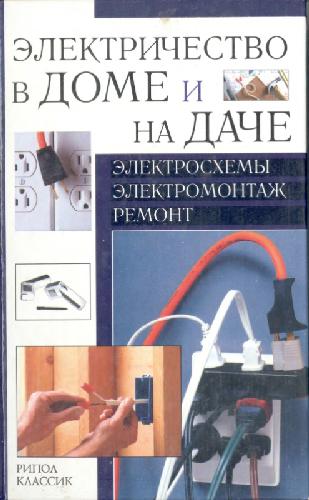 ЭЛЕКТРИЧЕСТВО
В ДОМЕ И
НА ДАЧЕ
ЭЛЕКТРОСХЕМЫ
ЭЛЕКТРОМОНТАЖ
РЕМОНТ
РИПОЛ
КЛАССИК